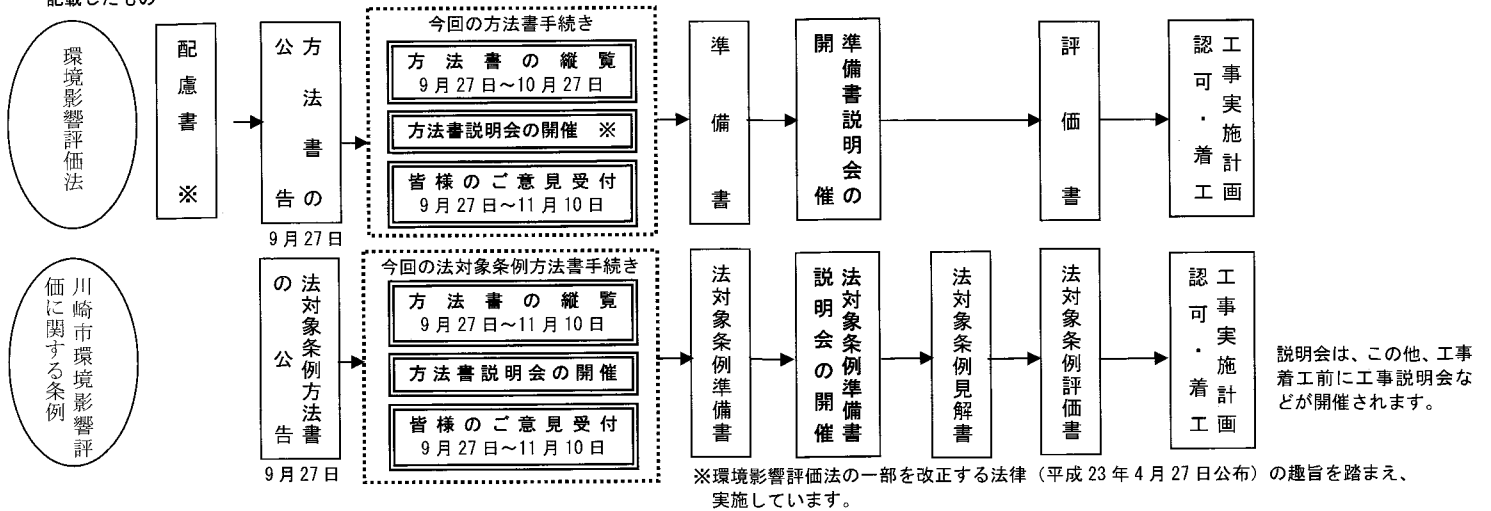 記載したもの
環境影響評価法
配慮書 ※
方法書の
公告
9月27日
今回の方法書手続き
方法書の縦覧
9月27日～10月27日
方法書説明会の開催 ※
皆様のご意見受付
9月27日～11月10日
準備書
準備書説明会の
開催
評価書
工事実施計画
認可・着工
川崎市環境影響評
価に関する条例
法対象条例方法書
の公告
9月27日
今回の法対象条例方法書手続き
方法書の縦覧
9月27日～11月10日
方法書説明会の開催
皆様のご意見受付
9月27日～11月10日
法対象条例準備書
法対象条例準備書
説明会の開催
法対象条例見解書
法対象条例評価書
工事実施計画
認可・着工
説明会は、この他、工事
着工前に工事説明会な
どが開催されます。
※環境影響評価法の一部を改正する法律（平成23年4月27日公布）の趣旨を踏まえ、
実施しています。